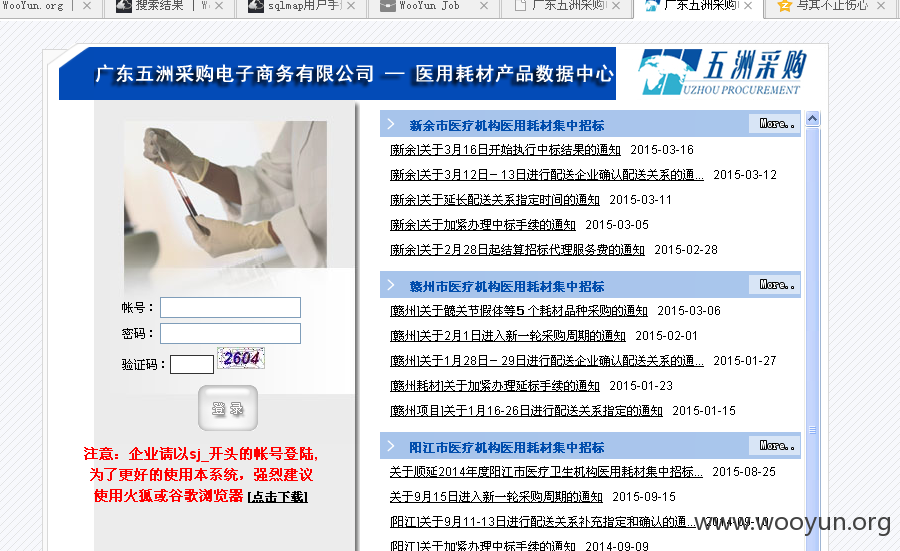 WooYun.org
搜索结果 | W
sqlmap用户手
WooYun Job
广东五洲采购
广东五洲采购
与其不止伤心
广东五洲采购电子商务有限公司 — 医用耗材产品数据中心
五洲采购
UZHOU PROCUREMENT
帐号：
密码：
验证码：
2604
登录
注意：企业请以sj_开头的帐号登陆,
为了更好的使用本系统，强烈建议
使用火狐或谷歌浏览器 [点击下载]
新余市医疗机构医用耗材集中招标 More..
[新余]关于3月16日开始执行中标结果的通知 2015-03-16
[新余]关于3月12日－13日进行配送企业确认配送关系的通... 2015-03-12
[新余]关于延长配送关系指定时间的通知 2015-03-11
[新余]关于加紧办理中标手续的通知 2015-03-05
[新余]关于2月28日起结算招标代理服务费的通知 2015-02-28
赣州市医疗机构医用耗材集中招标 More..
[赣州]关于髋关节假体等5个耗材品种采购的通知 2015-03-06
[赣州]关于2月1日进入新一轮采购周期的通知 2015-02-01
[赣州]关于1月28日－29日进行配送企业确认配送关系的通... 2015-01-27
[赣州耗材]关于加紧办理延标手续的通知 2015-01-23
[赣州项目]关于1月16-26日进行配送关系指定的通知 2015-01-15
阳江市医疗机构医用耗材集中招标 More..
关于顺延2014年度阳江市医疗卫生机构医用耗材集中招标... 2015-08-25
关于9月15日进入新一轮采购周期的通知 2015-09-15
[阳江]关于9月11-13日进行配送关系补充指定和确认的通... 2014-09-10
[阳江]关于加紧办理中标手续的通知 2014-09-09
www.wooyun.org